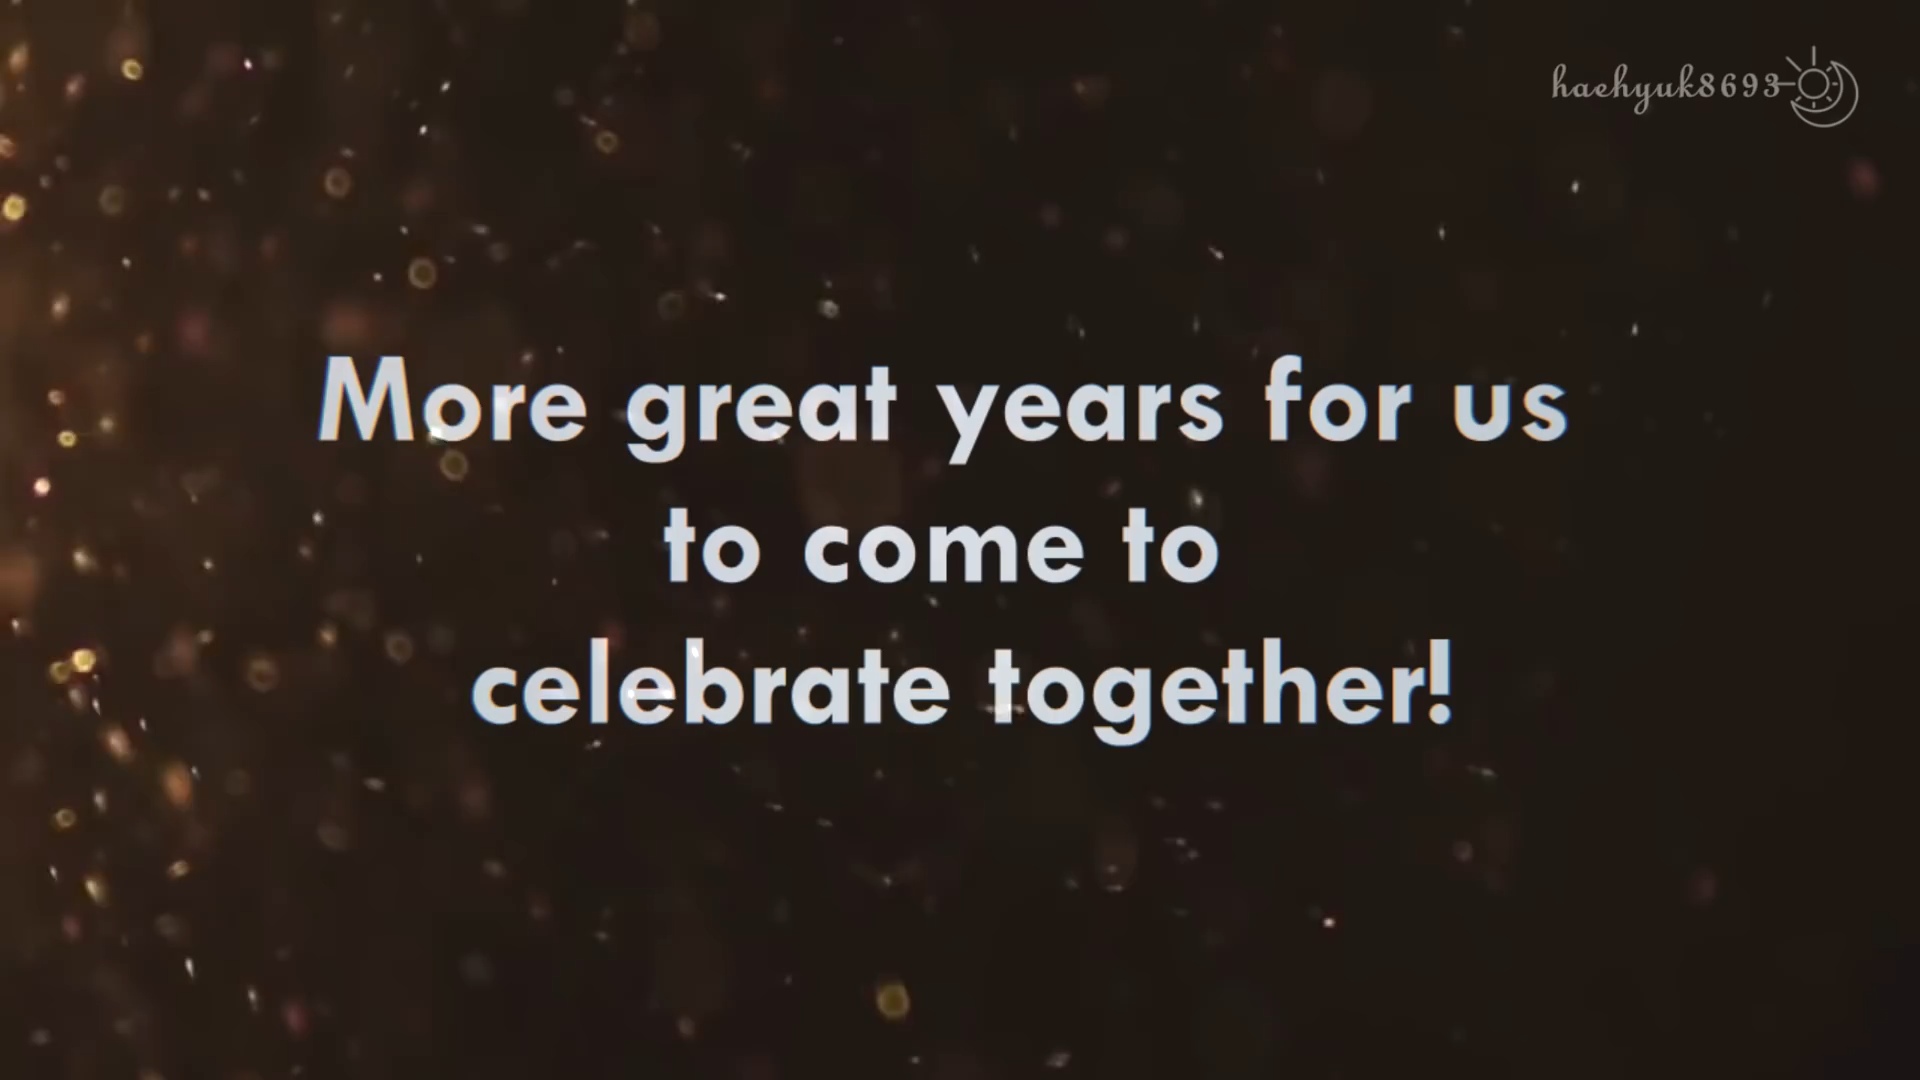 haehyuk8693
More great years for us
to come to
celebrate together!